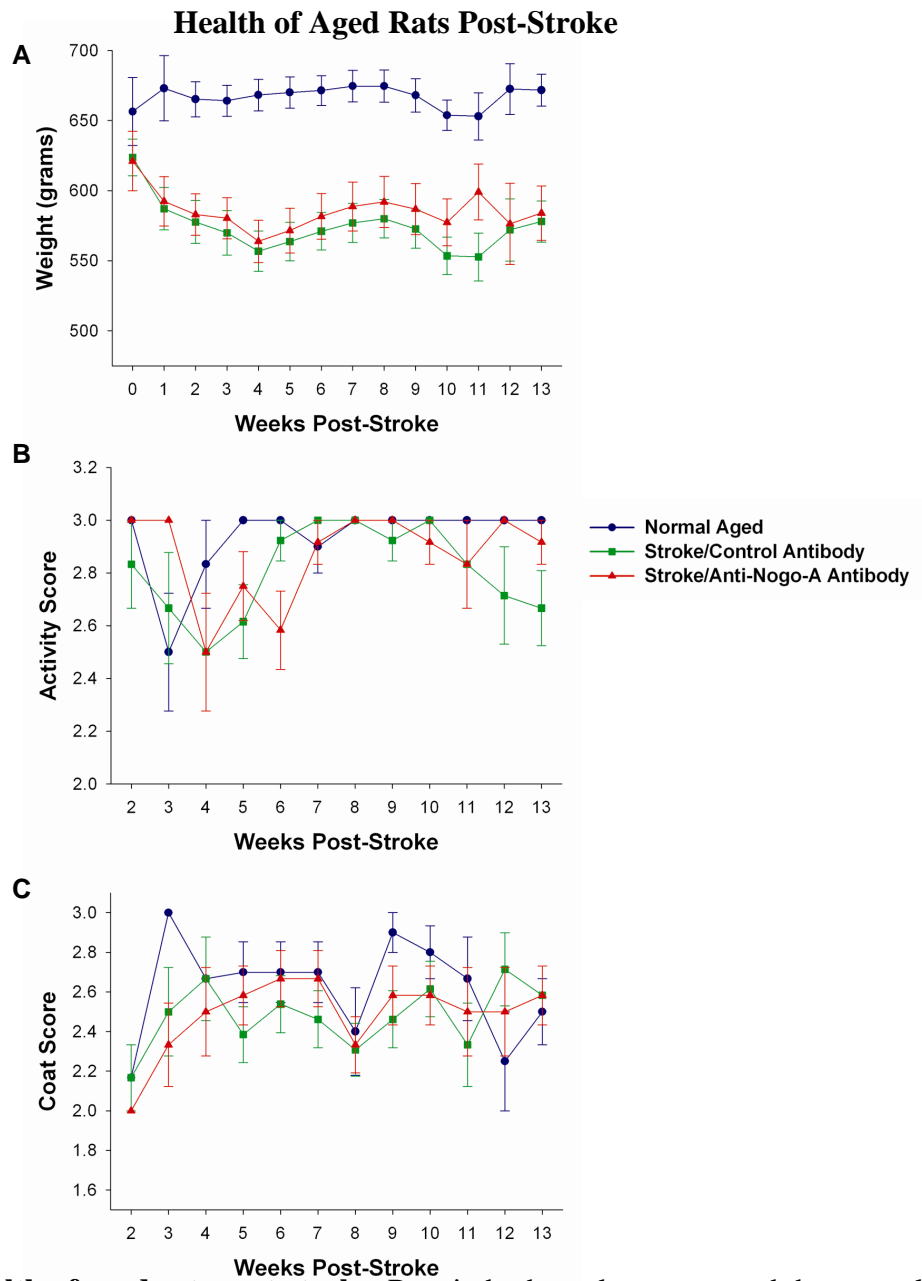 Health of Aged Rats Post-Stroke
A
700
650
600
550
500
Weight (grams)
0 1 2 3 4 5 6 7 8 9 10 11 12 13
Weeks Post-Stroke
B
3.2
3.0
2.8
2.6
2.4
2.2
2.0
Activity Score
2 3 4 5 6 7 8 9 10 11 12 13
Weeks Post-Stroke
Normal Aged
Stroke/Control Antibody
Stroke/Anti-Nogo-A Antibody
C
3.0
2.8
2.6
2.4
2.2
2.0
1.8
1.6
Coat Score
2 3 4 5 6 7 8 9 10 11 12 13
Weeks Post-Stroke